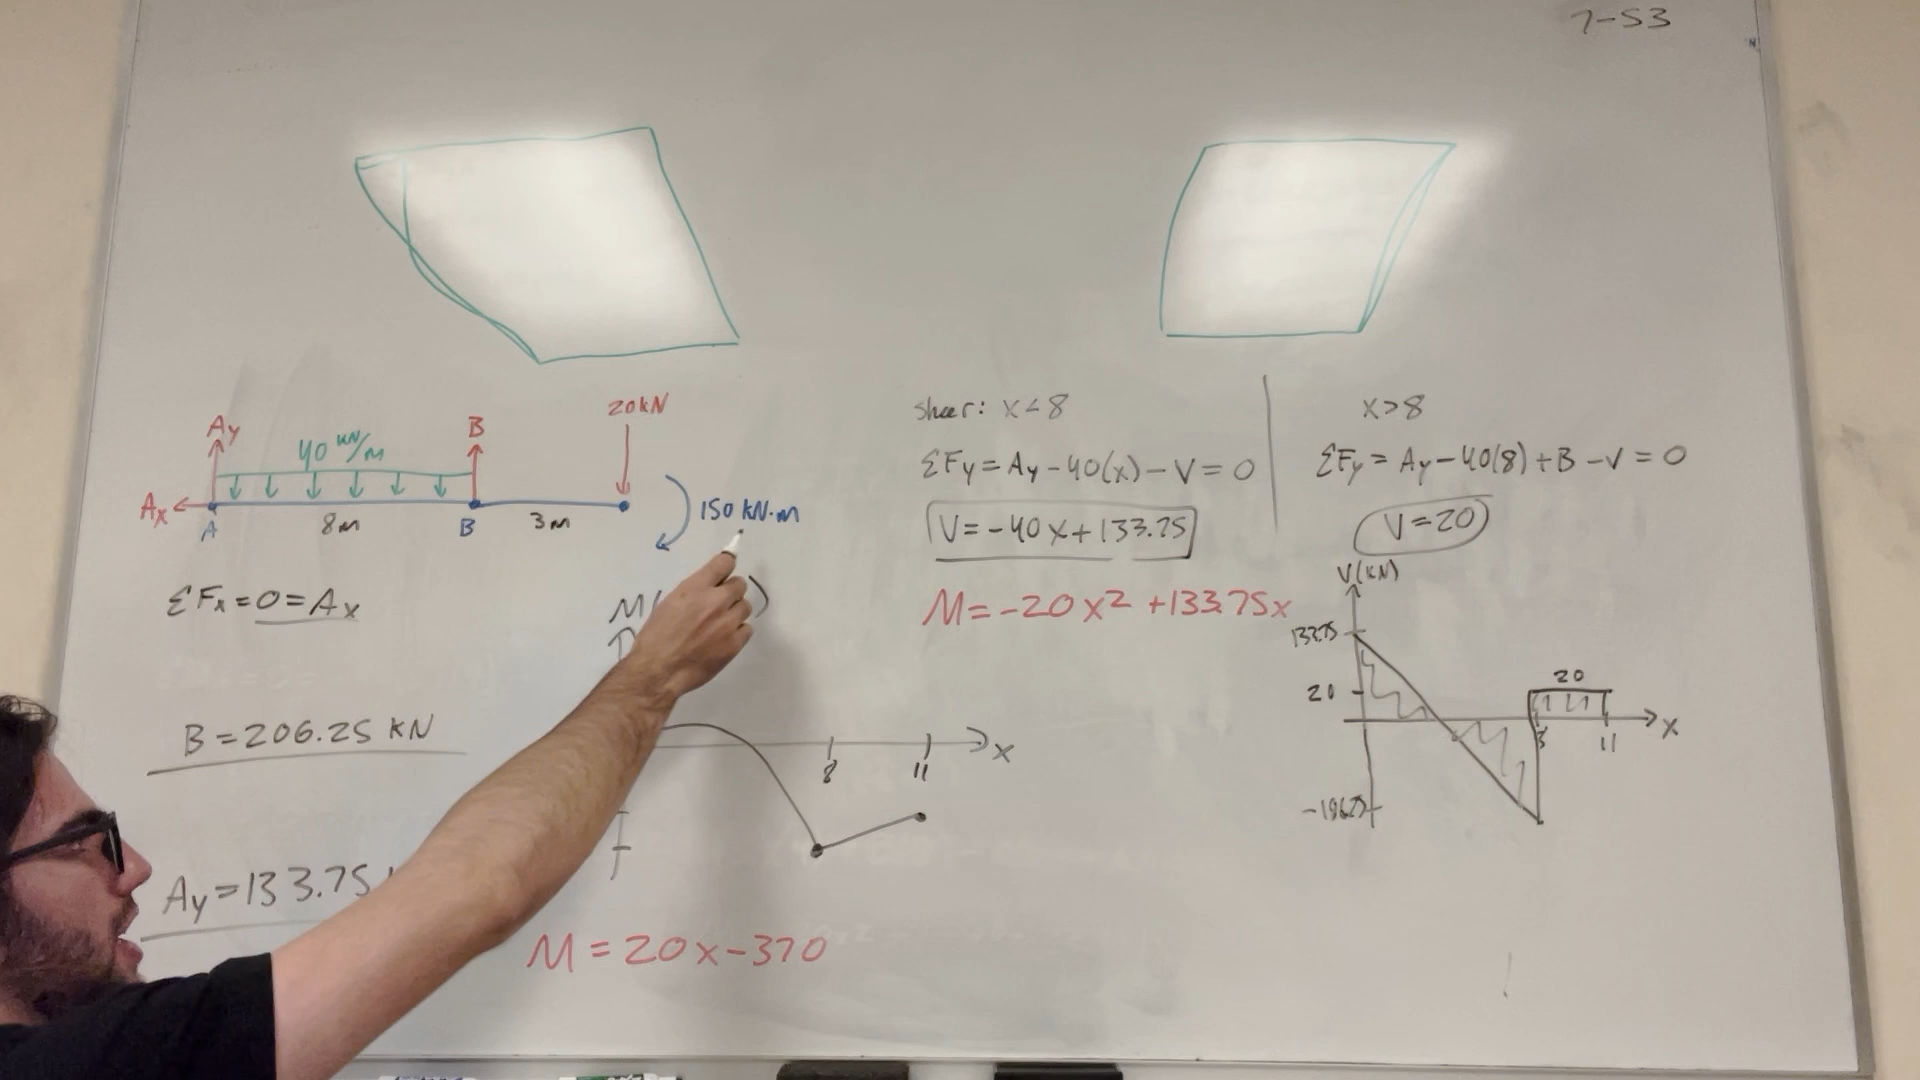 7-53
Ay
40 kN/m
B
20kN
Ax
A
8m
B
3m
150 kN·m
ΣFx=0=Ax
B=206.25 KN
Ay=133.75
M(
)
8
11
x
M=20x-370
sheer: x<8
ΣFy=Ay-40(x)-V=0
V=-40x+133.75
M=-20x²+133.75x
x>8
ΣFy=Ay-40(8)+B-V=0
V=20
V(KN)
133.75
20
20
8
11
x